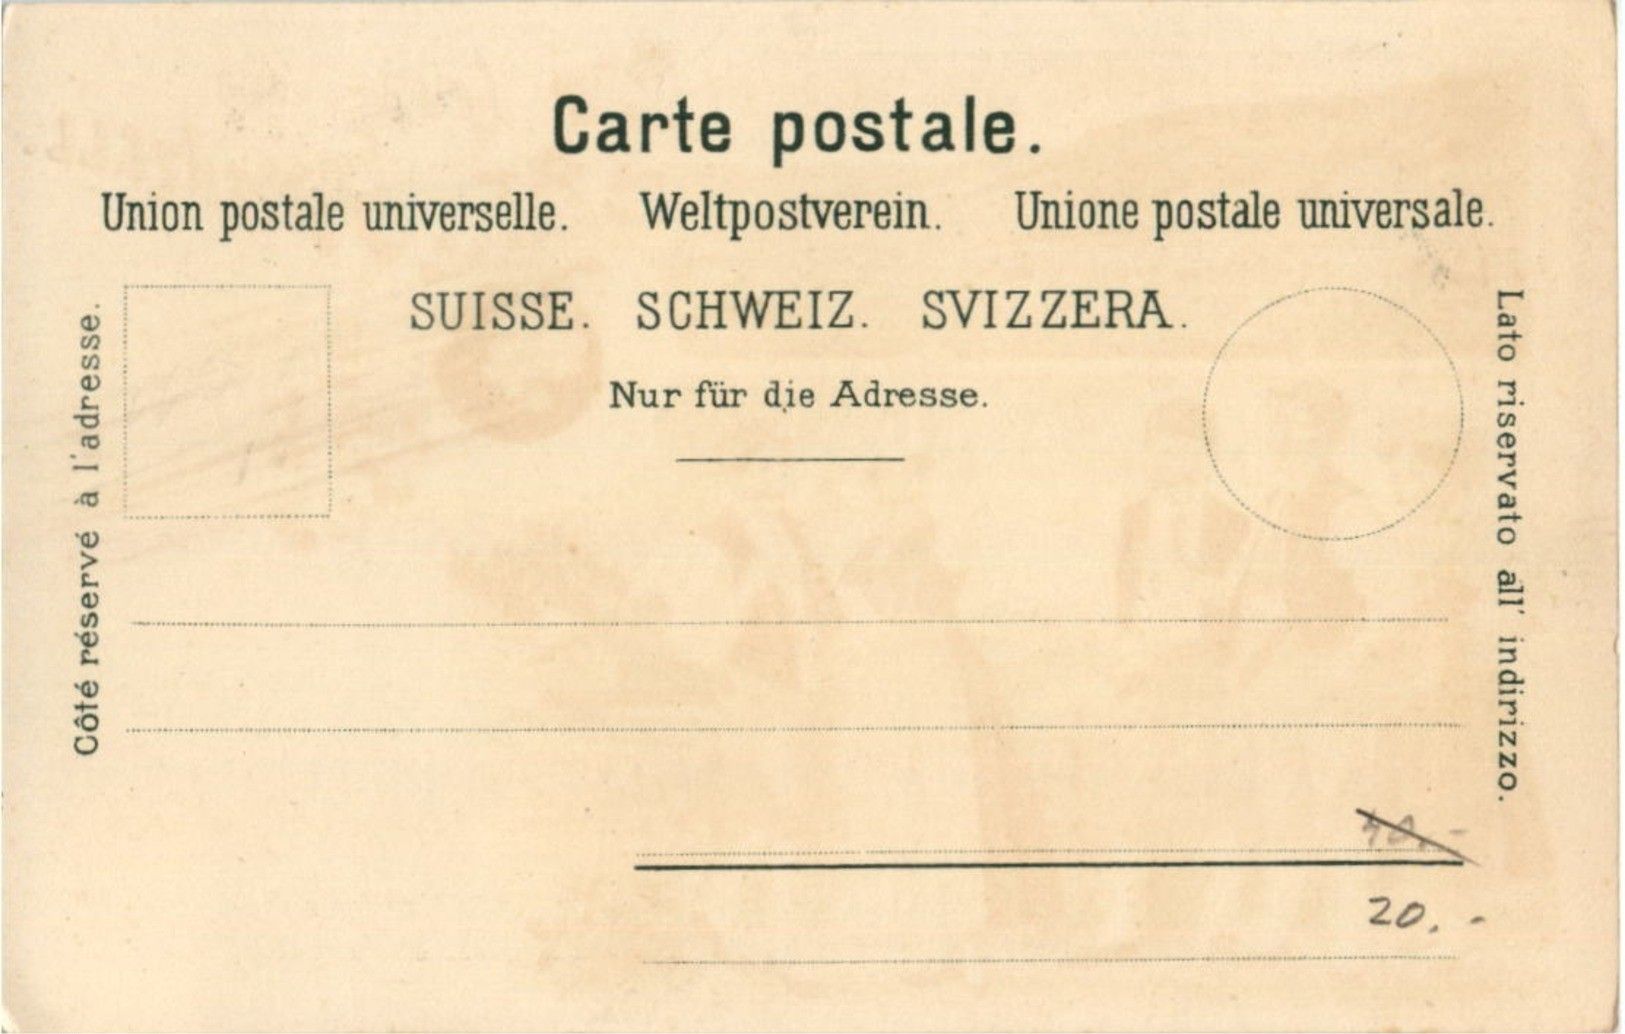 Carte postale.
Union postale universelle. Weltpostverein. Unione postale universale.
SUISSE. SCHWEIZ. SVIZZERA.
Nur für die Adresse.
Côté réservé à l'adresse.
Lato riservato all' indirizzo.
20.-